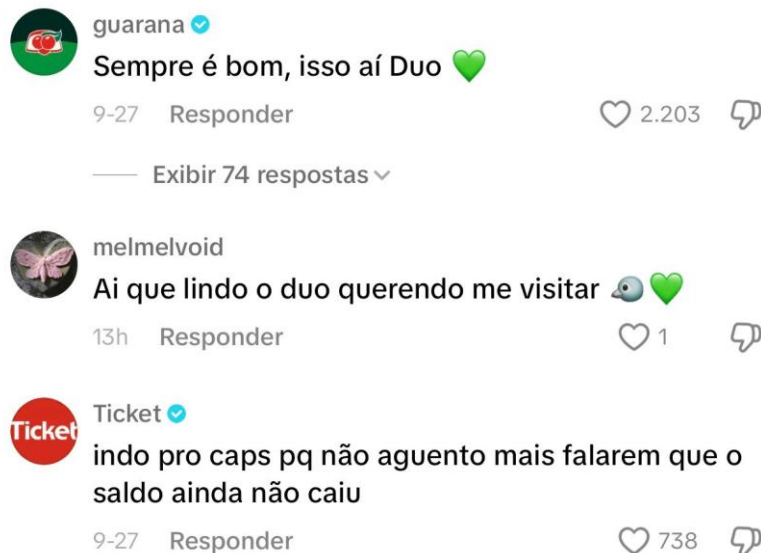 guarana
Sempre é bom, isso aí Duo 💚
9-27 Responder 2.203
Exibir 74 respostas
melmelvoid
Ai que lindo o duo querendo me visitar 🐦💚
13h Responder 1
Ticket
Ticket
indo pro caps pq não aguento mais falarem que o
saldo ainda não caiu
9-27 Responder 738